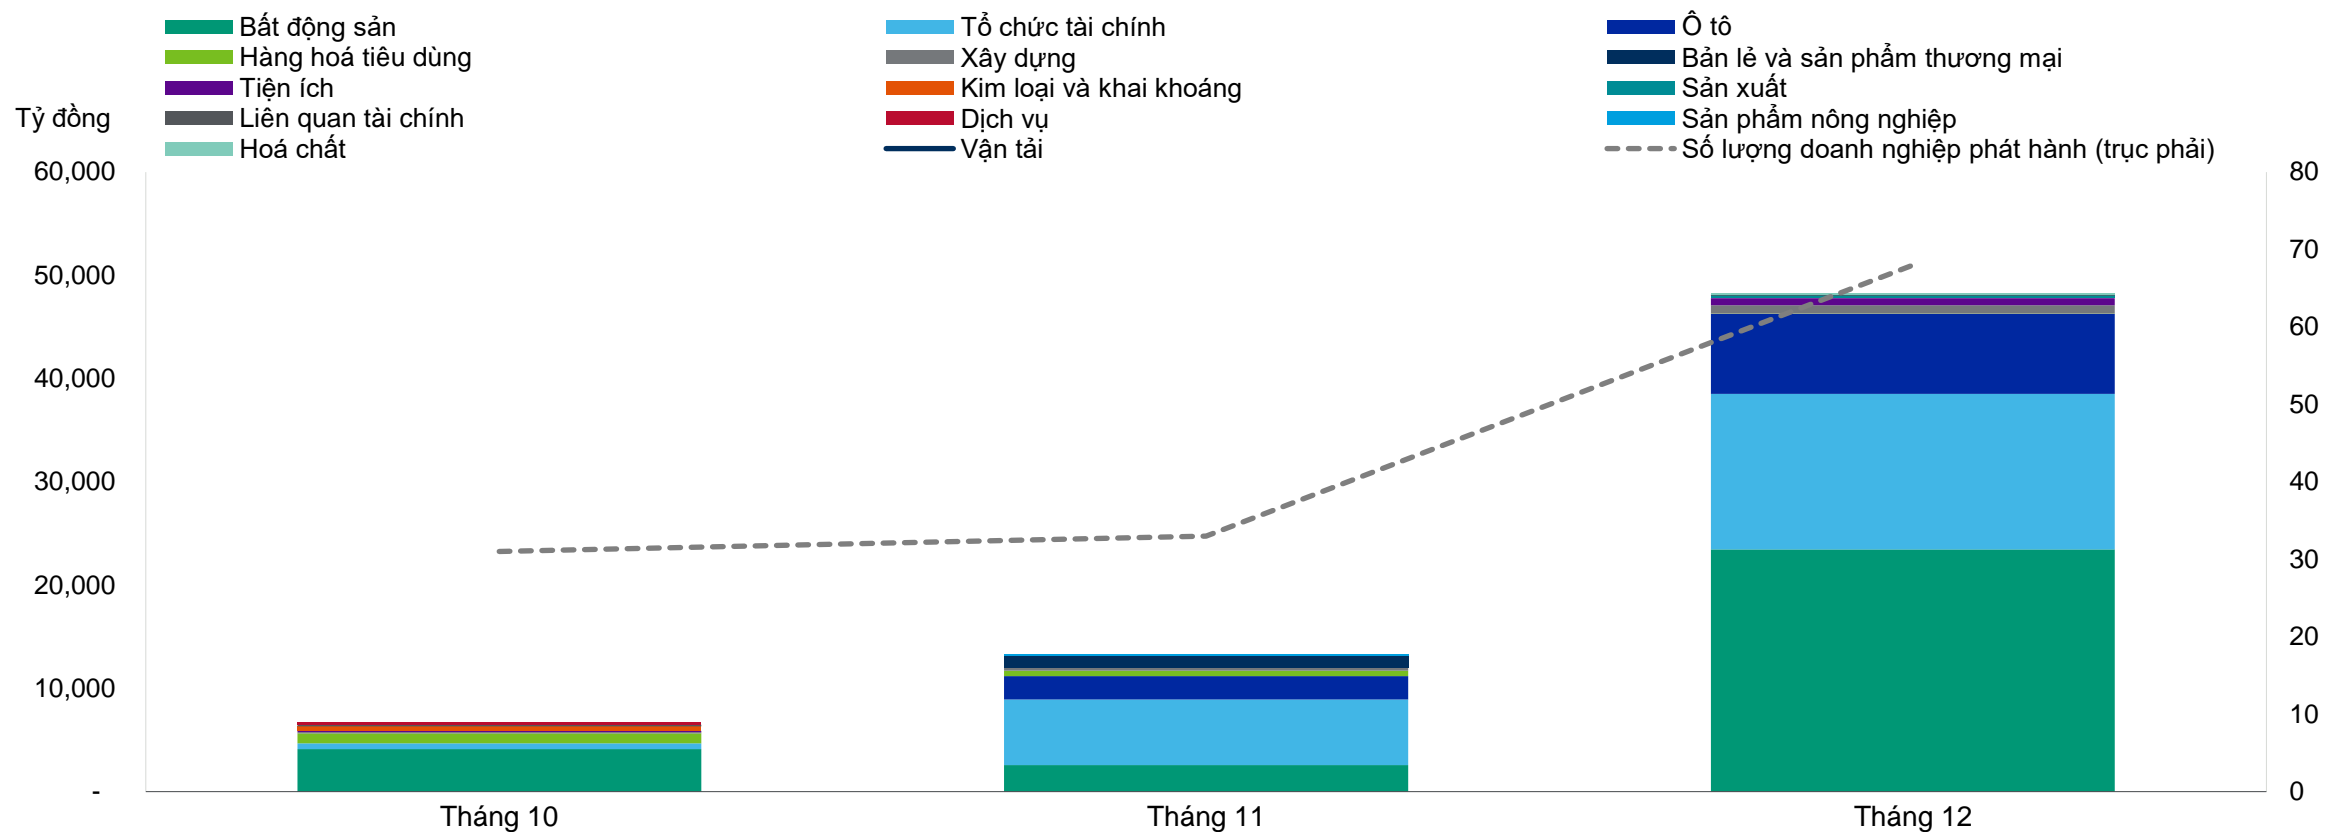 Bất động sản
Tổ chức tài chính
Ô tô
Hàng hoá tiêu dùng
Xây dựng
Bản lẻ và sản phẩm thương mại
Tiện ích
Kim loại và khai khoáng
Sản xuất
Tỷ đồng
Liên quan tài chính
Dịch vụ
Sản phẩm nông nghiệp
Hoá chất
Vận tải
Số lượng doanh nghiệp phát hành (trục phải)
60,000
50,000
40,000
30,000
20,000
10,000
-
80
70
60
50
40
30
20
10
0
Tháng 10
Tháng 11
Tháng 12